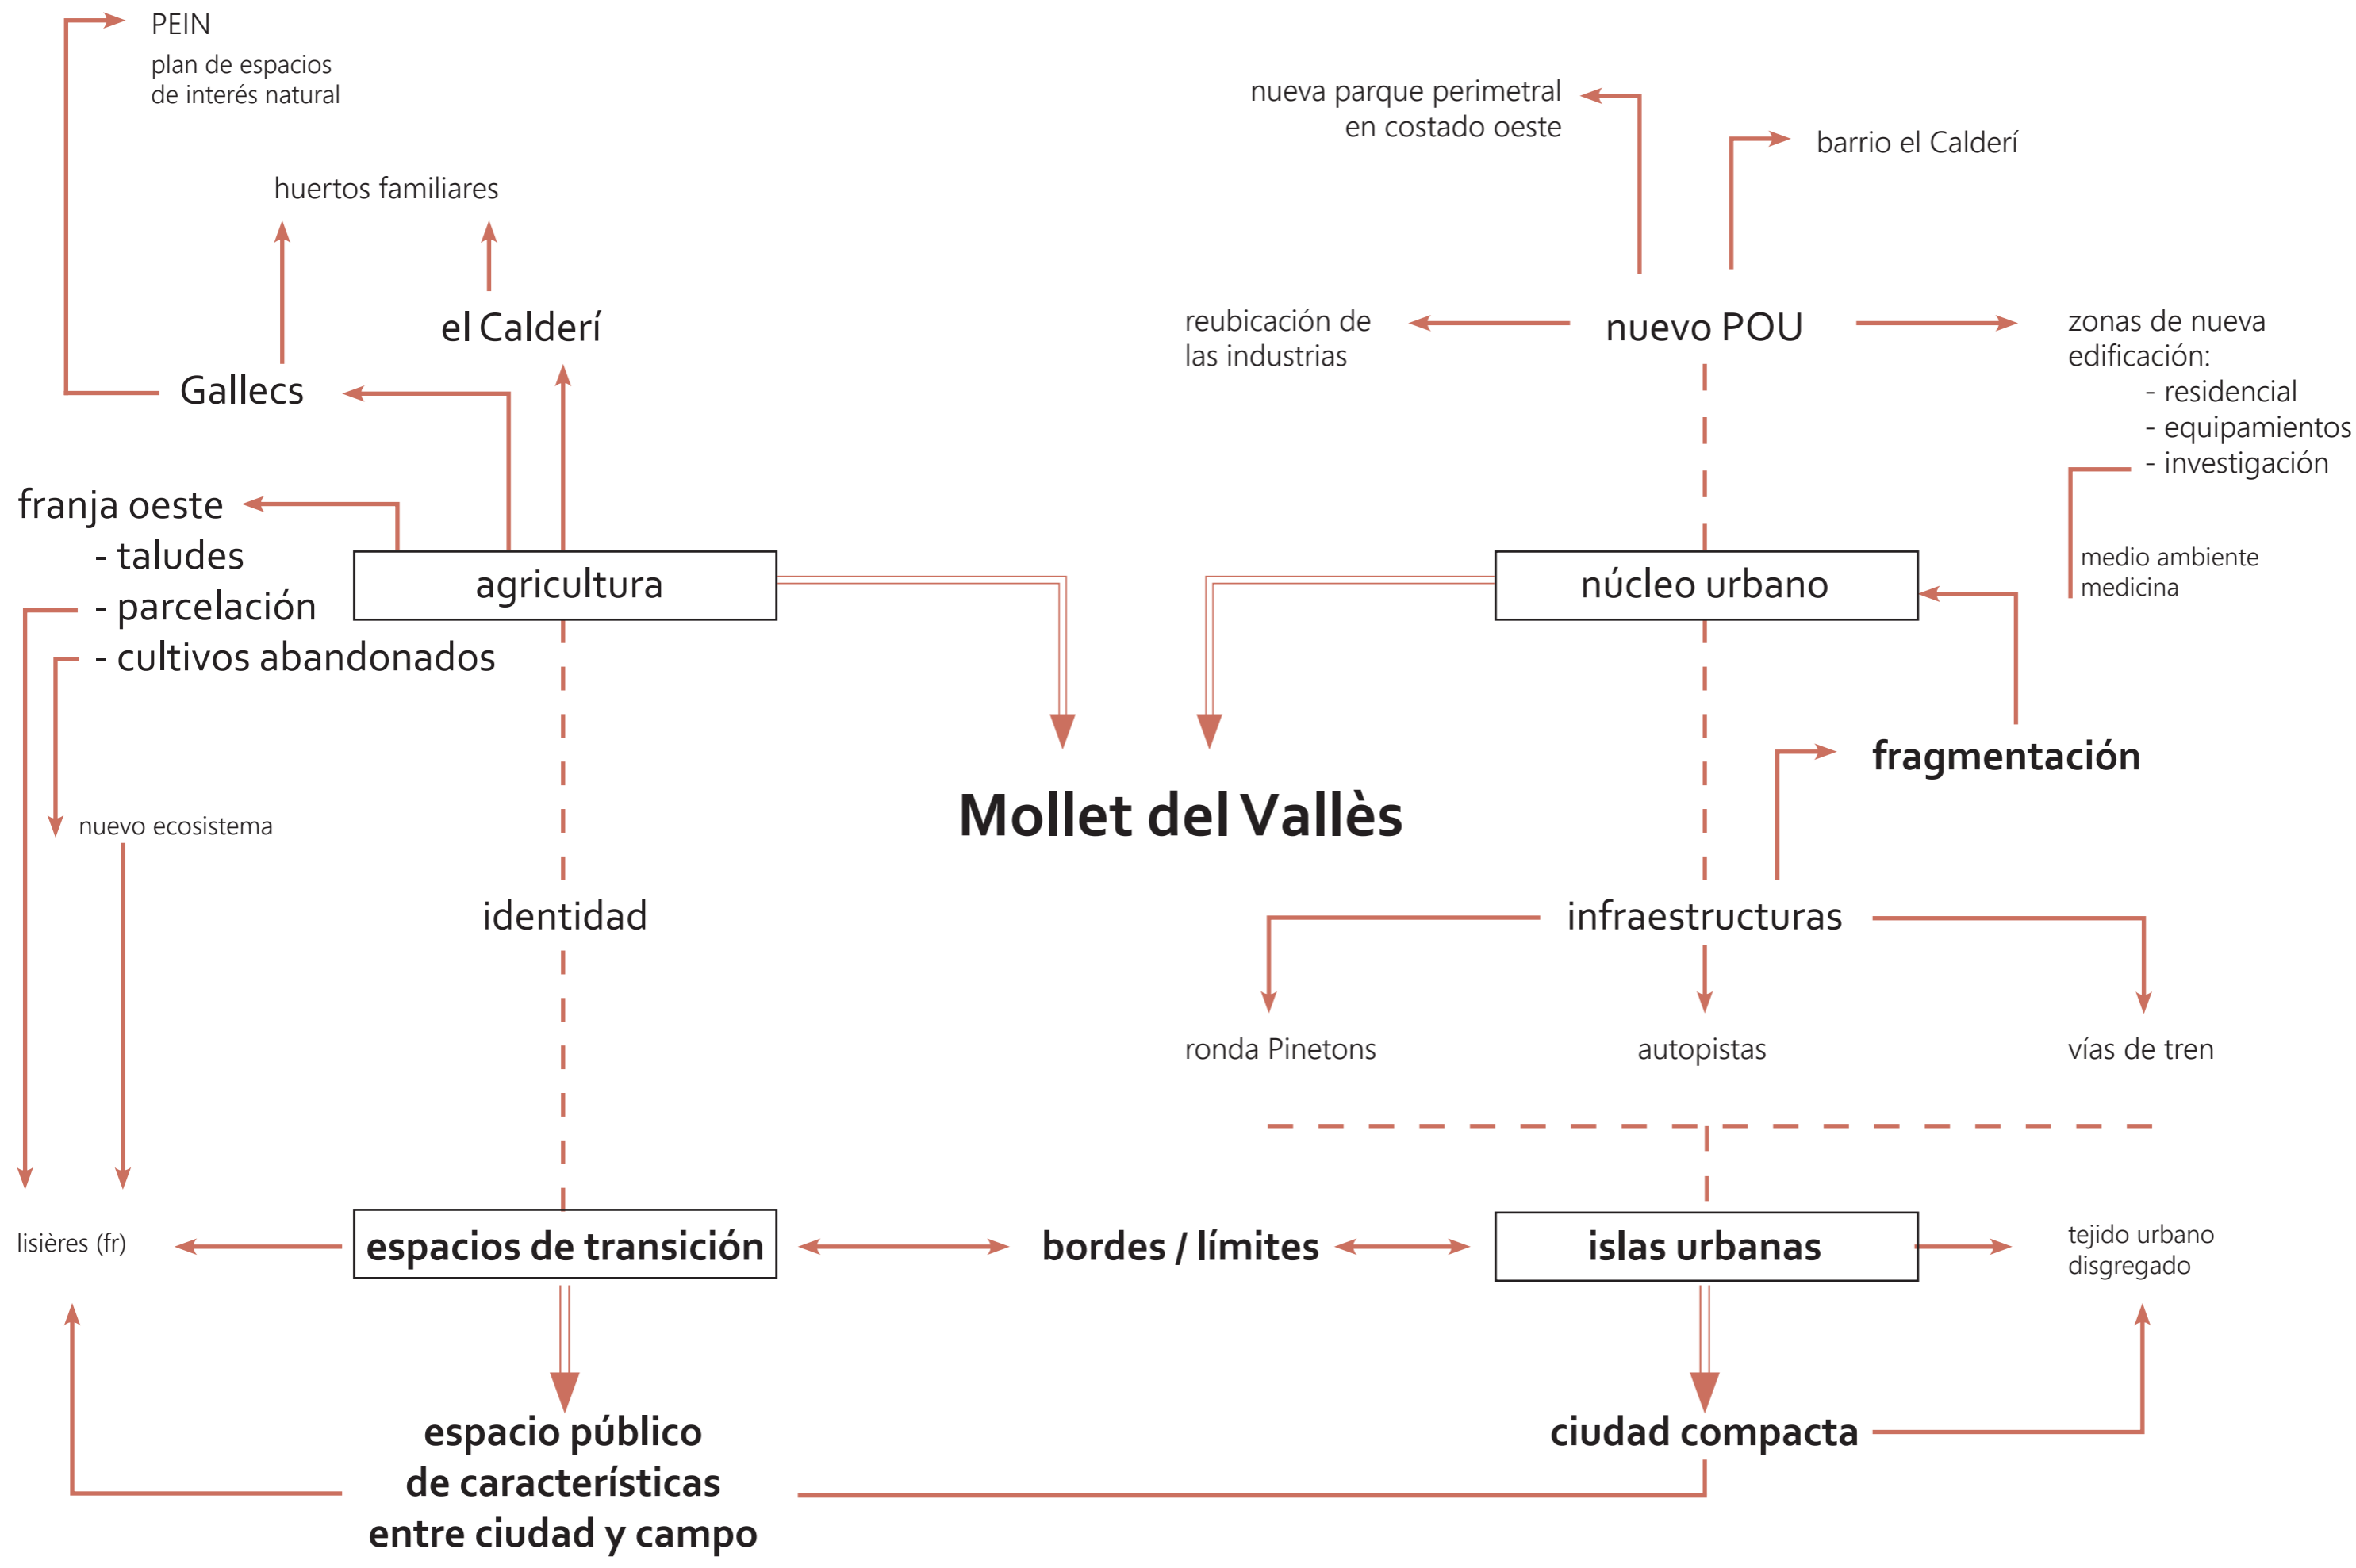 PEIN
plan de espacios
de interés natural
nueva parque perimetral
en costado oeste
barrio el Calderí
huertos familiares
el Calderí
reubicación de
las industrias
nuevo POU
zonas de nueva
edificación:
- residencial
- equipamientos
- investigación
medio ambiente
medicina
Gallecs
franja oeste
- taludes
- parcelación
- cultivos abandonados
agricultura
núcleo urbano
fragmentación
Mollet del Vallès
nuevo ecosistema
identidad
infraestructuras
ronda Pinetons
autopistas
vías de tren
lisières (fr)
espacios de transición
bordes / límites
islas urbanas
tejido urbano
disgregado
espacio público
de características
entre ciudad y campo
ciudad compacta